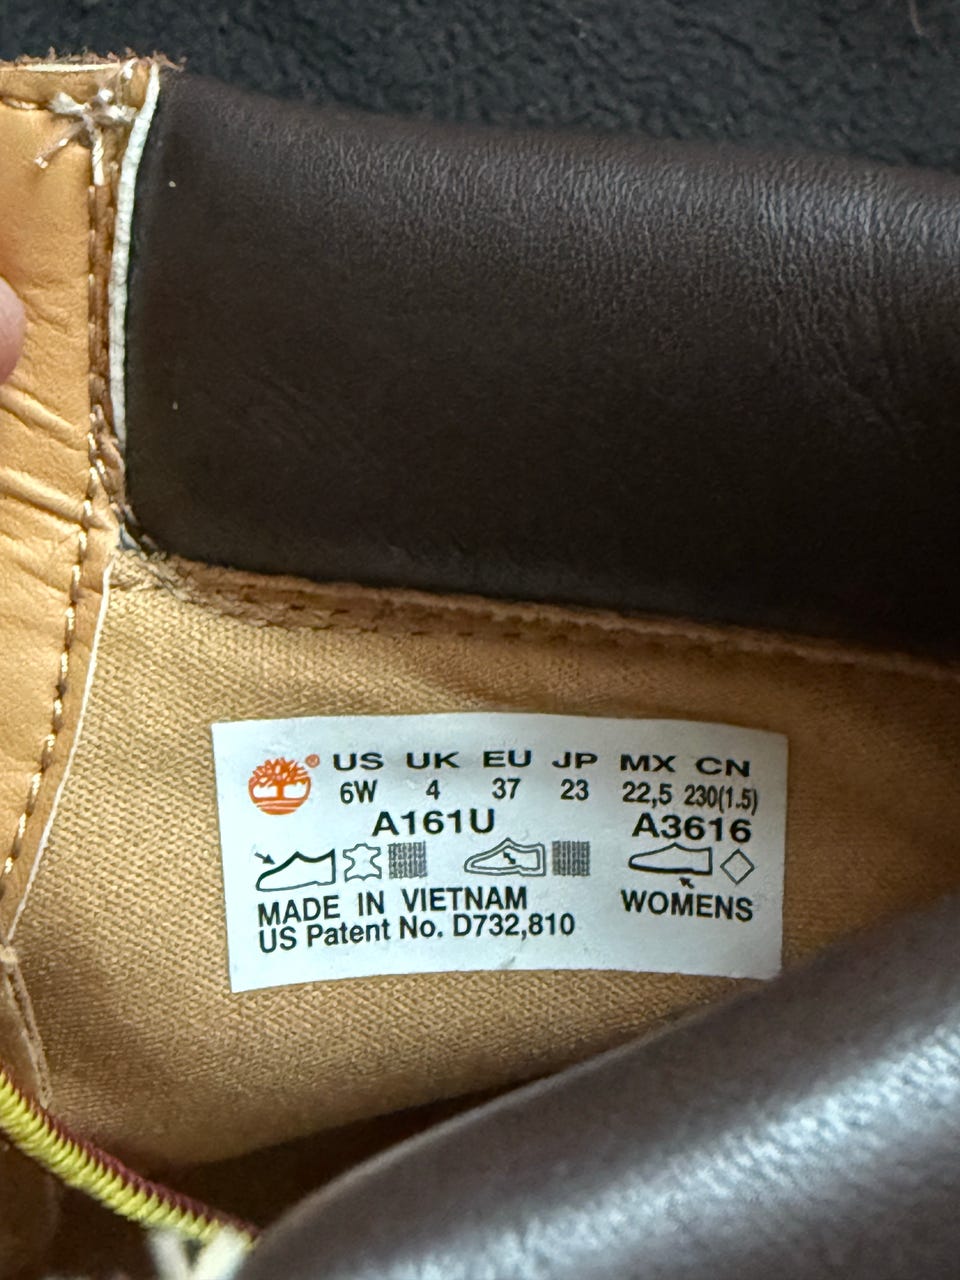 ® US UK EU JP MX CN
6W 4 37 23 22,5 230(1.5)
A161U A3616
MADE IN VIETNAM WOMENS
US Patent No. D732,810